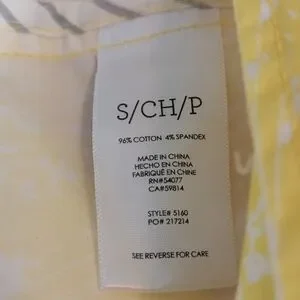 S/CH/P
96% COTTON 4% SPANDEX
MADE IN CHINA
HECHO EN CHINA
FABRIQUÉ EN CHINE
RN#54077
CA#59814
STYLE# 5160
PO# 217214
SEE REVERSE FOR CARE